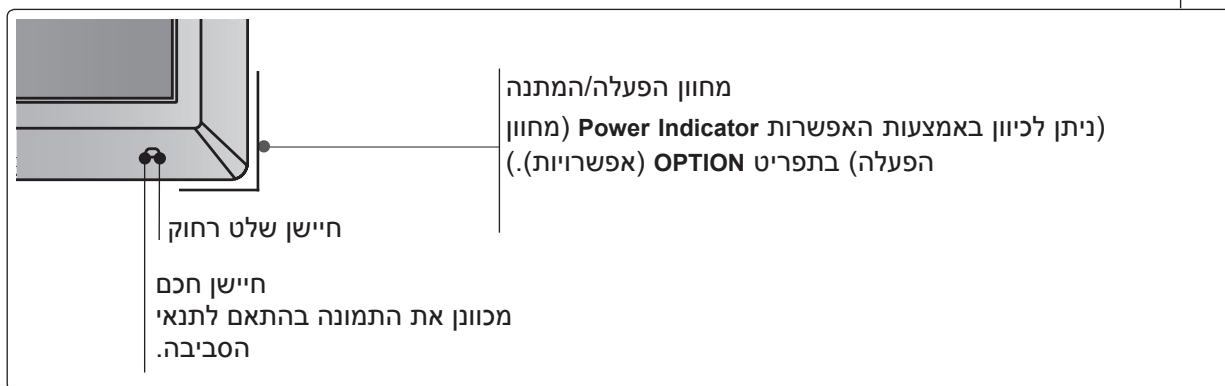 מחוון הפעלה/המתנה
(ניתן לכיוון באמצעות האפשרות Power Indicator (מחוון
הפעלה) בתפריט OPTION (אפשרויות).)
חיישן שלט רחוק
חיישן חכם
מכוונן את התמונה בהתאם לתנאי
הסביבה.